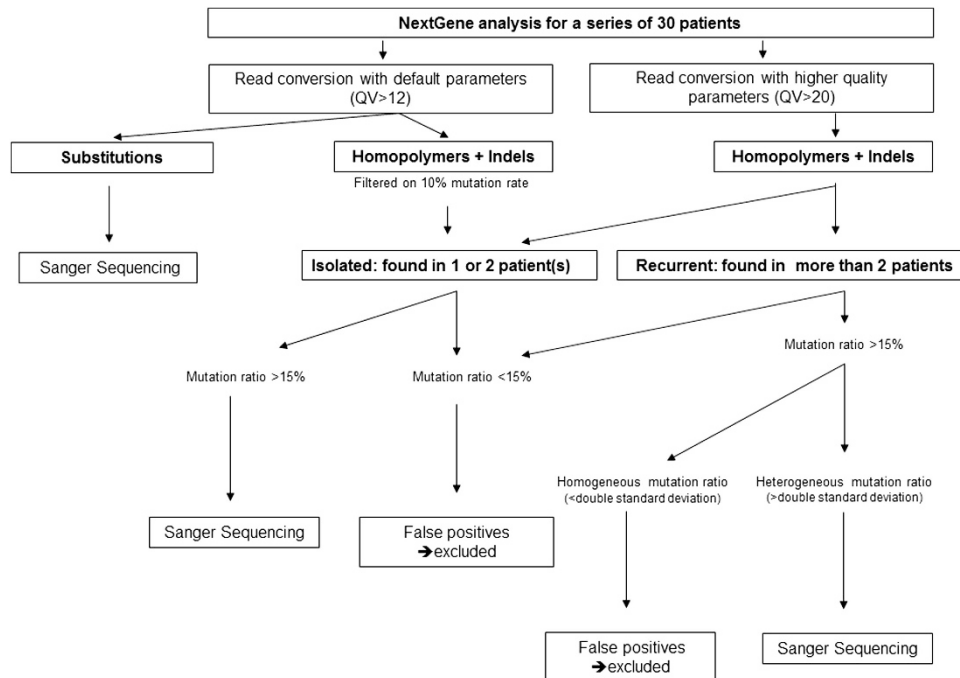 NextGene analysis for a series of 30 patients
Read conversion with default parameters
(QV>12)
Read conversion with higher quality
parameters (QV>20)
Substitutions
Homopolymers + Indels
Homopolymers + Indels
Filtered on 10% mutation rate
Sanger Sequencing
Isolated: found in 1 or 2 patient(s)
Recurrent: found in more than 2 patients
Mutation ratio >15%
Mutation ratio <15%
Mutation ratio >15%
Homogeneous mutation ratio
(<double standard deviation)
Heterogeneous mutation ratio
(>double standard deviation)
Sanger Sequencing
False positives
➔excluded
False positives
➔excluded
Sanger Sequencing